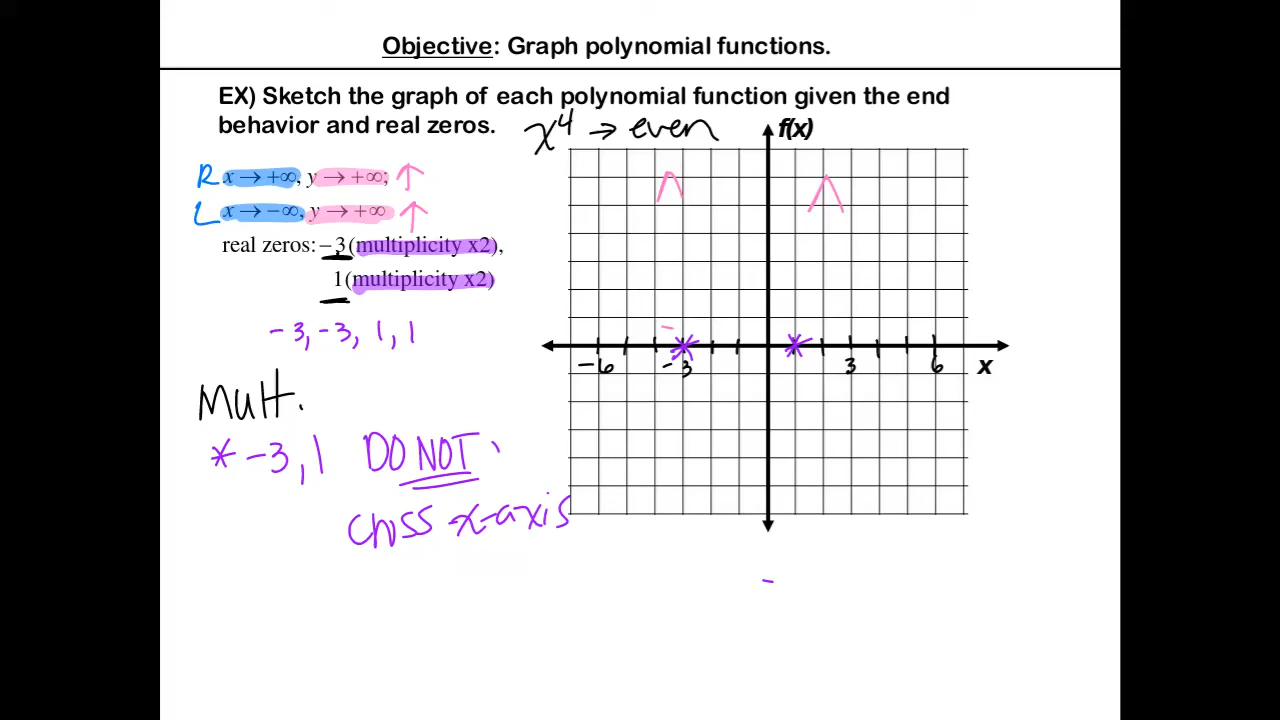 Objective: Graph polynomial functions.
EX) Sketch the graph of each polynomial function given the end
behavior and real zeros.
x⁴ → even
f(x)
R x → +∞, y → +∞; ↑
L x → −∞, y → +∞ ↑
real zeros: −3(multiplicity x2),
1(multiplicity x2)
-3, -3, 1, 1
-6 -3 3 6 x
Mult.
* -3, 1 DO NOT
cross x-axis